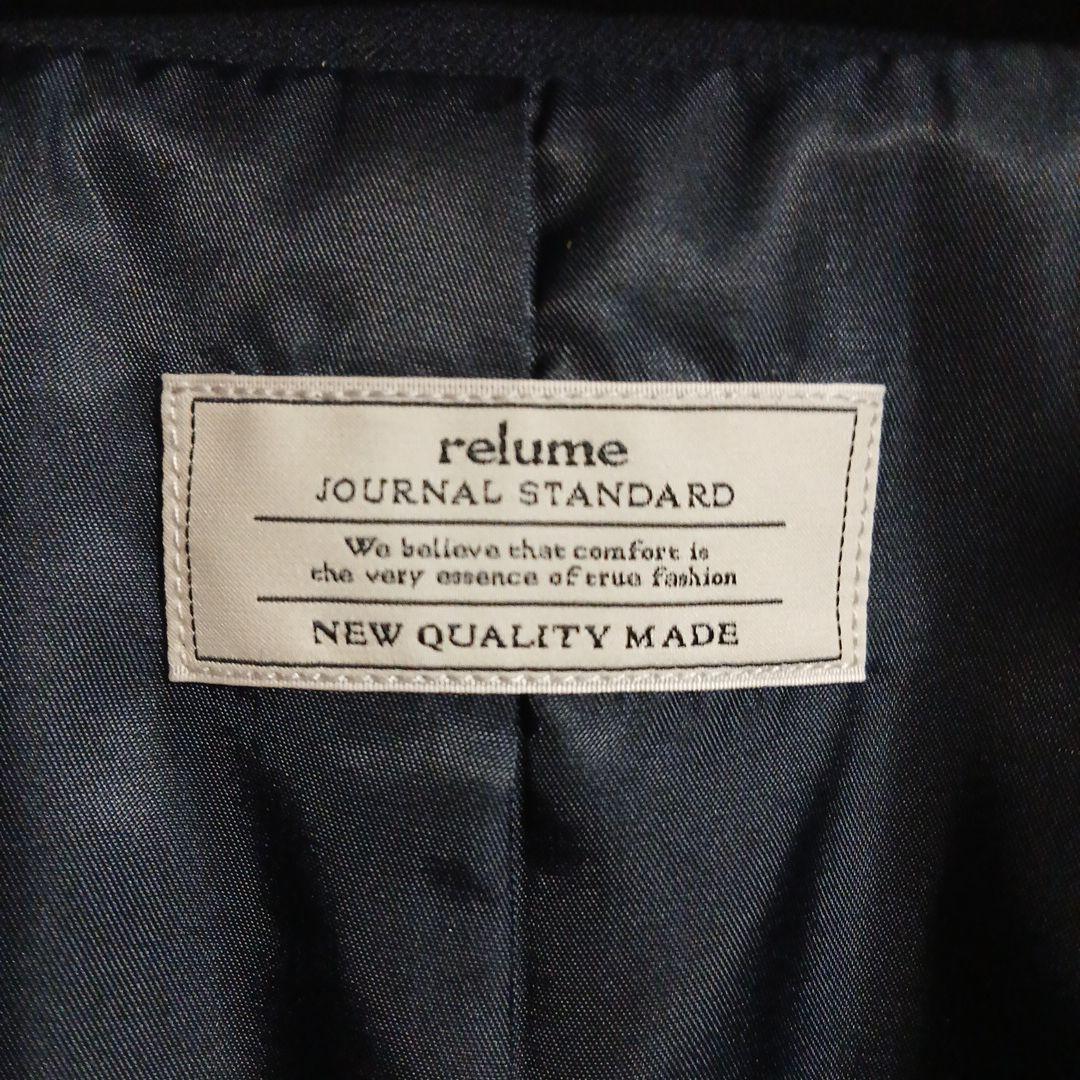 relume
JOURNAL STANDARD
We believe that comfort is
the very essence of true fashion
NEW QUALITY MADE